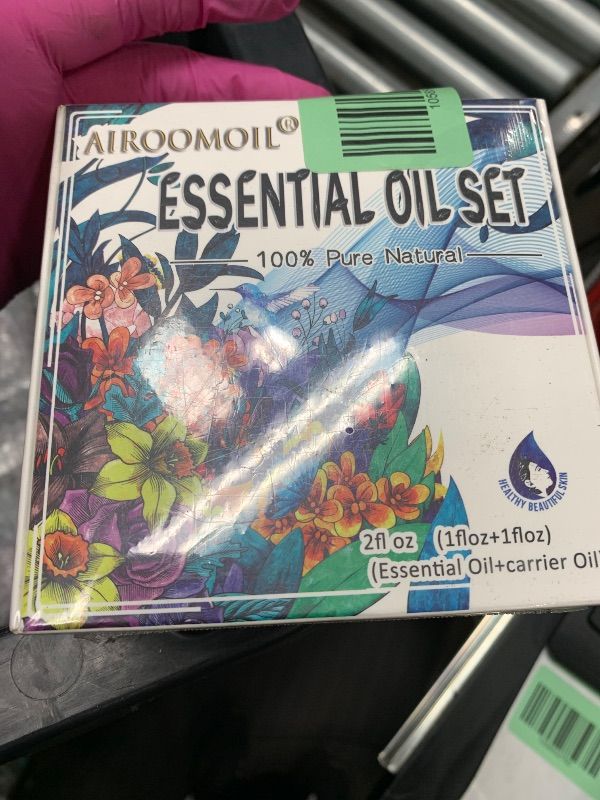 AIROOMOIL®
ESSENTIAL OIL SET
100% Pure Natural
HEALTHY BEAUTIFUL SKIN
2fl oz (1floz+1floz)
(Essential Oil+carrier Oil)